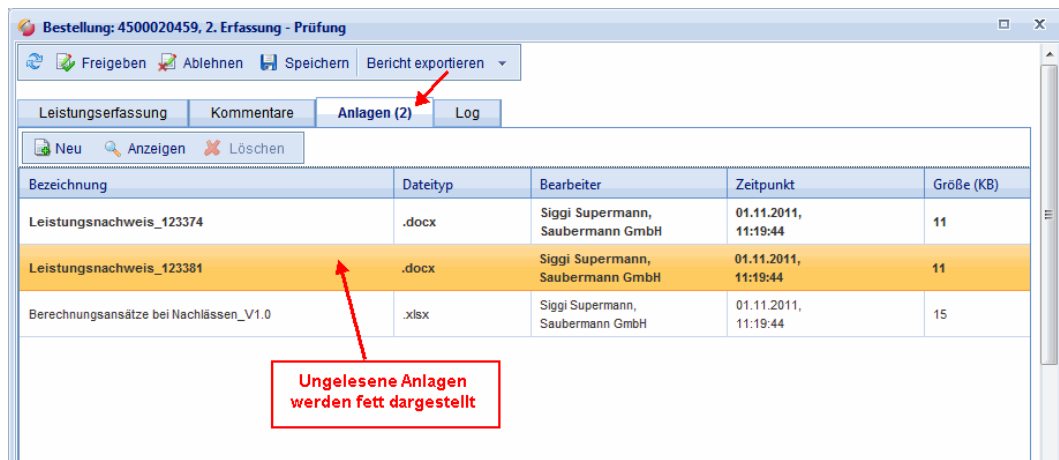 Bestellung: 4500020459, 2. Erfassung - Prüfung
Freigeben Ablehnen Speichern Bericht exportieren
Leistungserfassung Kommentare Anlagen (2) Log
Neu Anzeigen Löschen
Bezeichnung Dateityp Bearbeiter Zeitpunkt Größe (KB)
Leistungsnachweis_123374 .docx Siggi Supermann, 01.11.2011, 11
Saubermann GmbH 11:19:44
Leistungsnachweis_123381 .docx Siggi Supermann, 01.11.2011, 11
Saubermann GmbH 11:19:44
Berechnungsansätze bei Nachlässen_V1.0 .xlsx Siggi Supermann, 01.11.2011, 15
Saubermann GmbH 11:19:44
Ungelesene Anlagen
werden fett dargestellt